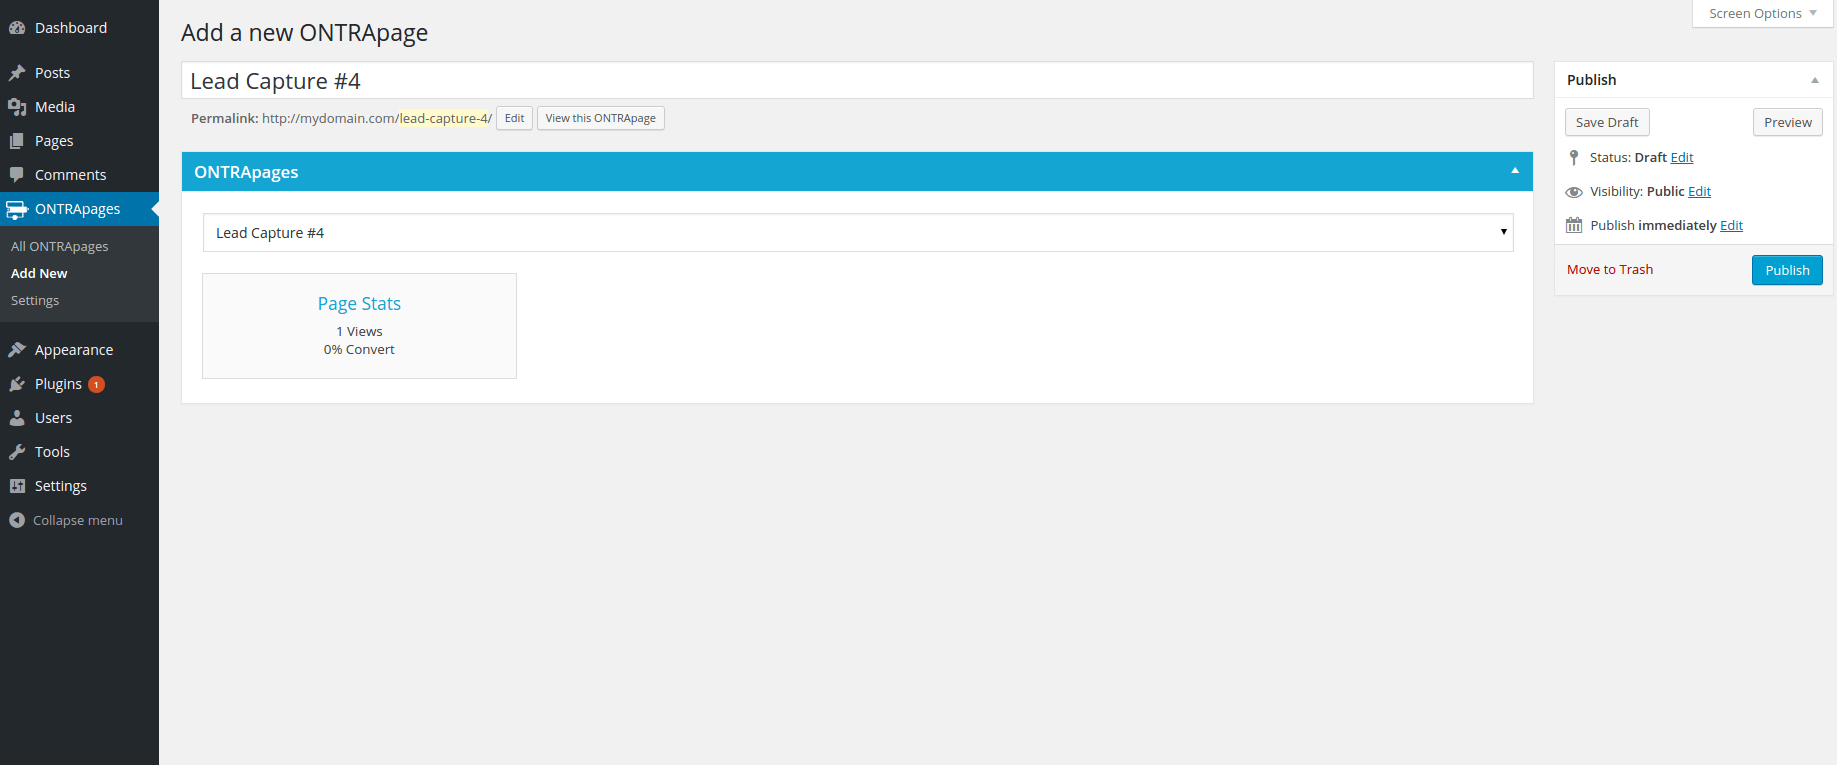 Dashboard
Posts
Media
Pages
Comments
ONTRApages
All ONTRApages
Add New
Settings
Appearance
Plugins 1
Users
Tools
Settings
Collapse menu
Screen Options
Add a new ONTRApage
Lead Capture #4
Permalink: http://mydomain.com/lead-capture-4/ Edit View this ONTRApage
ONTRApages
Lead Capture #4
Page Stats
1 Views
0% Convert
Publish
Save Draft Preview
Status: Draft Edit
Visibility: Public Edit
Publish immediately Edit
Move to Trash Publish